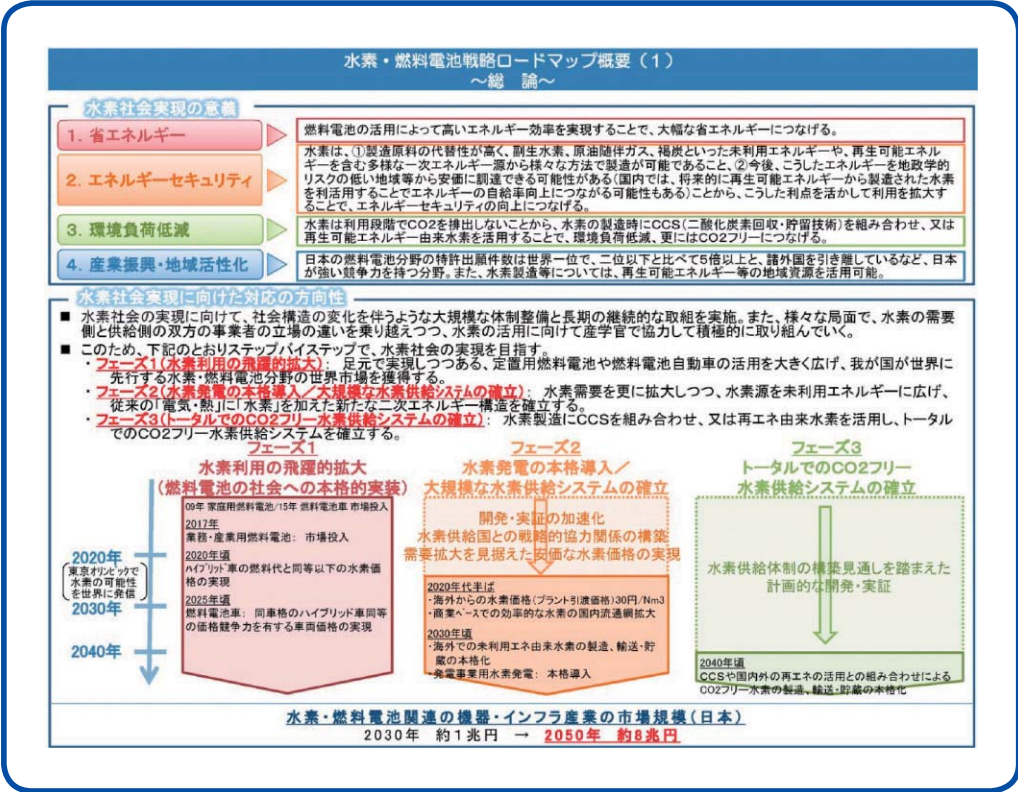 水素・燃料電池戦略ロードマップ概要(1)
～総 論～
水素社会実現の意義
1. 省エネルギー
燃料電池の活用によって高いエネルギー効率を実現することで、大幅な省エネルギーにつなげる。
2. エネルギーセキュリティ
水素は、①製造原料の代替性が高く、副生水素、原油随伴ガス、褐炭といった未利用エネルギーや、再生可能エネ
ルギーを含む多様な一次エネルギー源から様々な方法で製造が可能であること、②今後、こうしたエネルギーを地政学的
リスクの低い地域等から安価に調達できる可能性がある(国内では、将来的に再生可能エネルギーから製造された水素
を利活用することでエネルギーの自給率向上につながる可能性もある)ことから、こうした利点を活かして利用を拡大す
ることで、エネルギーセキュリティの向上につなげる。
3. 環境負荷低減
水素は利用段階でCO2を排出しないことから、水素の製造時にCCS(二酸化炭素回収・貯留技術)を組み合わせ、又は
再生可能エネルギー由来水素を活用することで、環境負荷低減、更にはCO2フリーにつなげる。
4. 産業振興・地域活性化
日本の燃料電池分野の特許出願件数は世界一位で、二位以下と比べて5倍以上と、諸外国を引き離しているなど、日本
が強い競争力を持つ分野。また、水素製造等については、再生可能エネルギー等の地域資源を活用可能。
水素社会実現に向けた対応の方向性
■ 水素社会の実現に向けて、社会構造の変化を伴うような大規模な体制整備と長期の継続的な取組を実施。また、様々な局面で、水素の需要
側と供給側の双方の事業者の立場の違いを乗り越えつつ、水素の活用に向けて産学官で協力して積極的に取り組んでいく。
■ このため、下記のとおりステップバイステップで、水素社会の実現を目指す。
・フェーズ1(水素利用の飛躍的拡大): 足元で実現しつつある、定置用燃料電池や燃料電池自動車の活用を大きく広げ、我が国が世界に
先行する水素・燃料電池分野の世界市場を獲得する。
・フェーズ2(水素発電の本格導入/大規模な水素供給システムの確立): 水素需要を更に拡大しつつ、水素源を未利用エネルギーに広げ、
従来の「電気・熱」に「水素」を加えた新たな二次エネルギー構造を確立する。
・フェーズ3(トータルでのCO2フリー水素供給システムの確立): 水素製造にCCSを組み合わせ、又は再エネ由来水素を活用し、トータル
でのCO2フリー水素供給システムを確立する。
フェーズ1
水素利用の飛躍的拡大
(燃料電池の社会への本格的実装)
09年 家庭用燃料電池/15年 燃料電池車 市場投入
2017年
業務・産業用燃料電池: 市場投入
2020年頃
ハイブリッド車の燃料代と同等以下の水素価
格の実現
2025年頃
燃料電池車: 同車格のハイブリッド車同等
の価格競争力を有する車両価格の実現
フェーズ2
水素発電の本格導入/
大規模な水素供給システムの確立
開発・実証の加速化
水素供給国との戦略的協力関係の構築
需要拡大を見据えた安価な水素価格の実現
2020年代半ば
・海外からの水素価格(プラント引渡価格)30円/Nm3
・商業ベースでの効率的な水素の国内流通網拡大
2030年頃
・海外での未利用エネ由来水素の製造、輸送・貯
蔵の本格化
・発電事業用水素発電: 本格導入
フェーズ3
トータルでのCO2フリー
水素供給システムの確立
水素供給体制の構築見通しを踏まえた
計画的な開発・実証
2040年頃
CCSや国内外の再エネの活用との組み合わせによる
CO2フリー水素の製造、輸送・貯蔵の本格化
2020年
東京オリンピックで
水素の可能性
を世界に発信
2030年
2040年
水素・燃料電池関連の機器・インフラ産業の市場規模(日本)
2030年 約1兆円 → 2050年 約8兆円